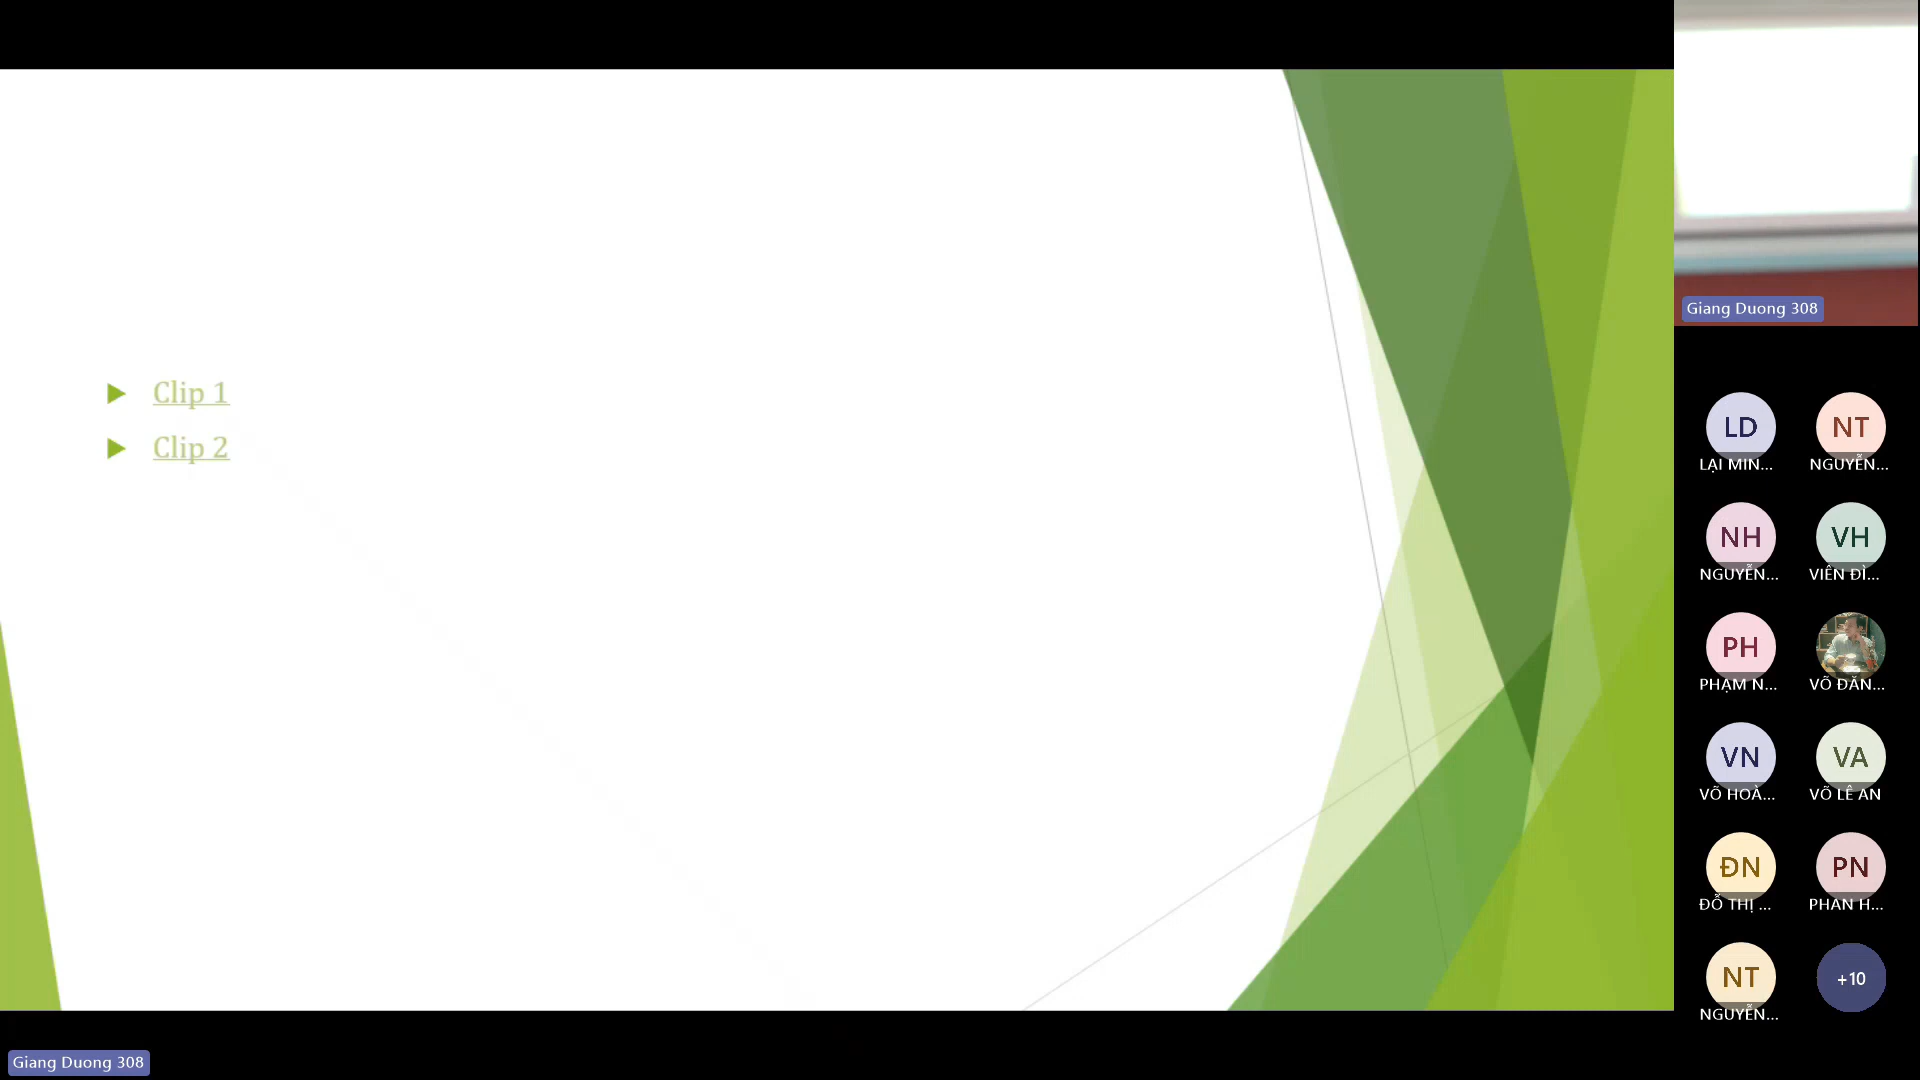 Clip 1
Clip 2
Giang Duong 308
LD
NT
LẠI MIN...
NGUYỄN...
NH
VH
NGUYỄN...
VIÊN ĐÌ...
PH
PHẠM N...
VÕ ĐĂN...
VN
VA
VÕ HOÀ...
VÕ LÊ AN
ĐN
PN
ĐỖ THỊ ...
PHAN H...
NT
+10
NGUYỄN...
Giang Duong 308